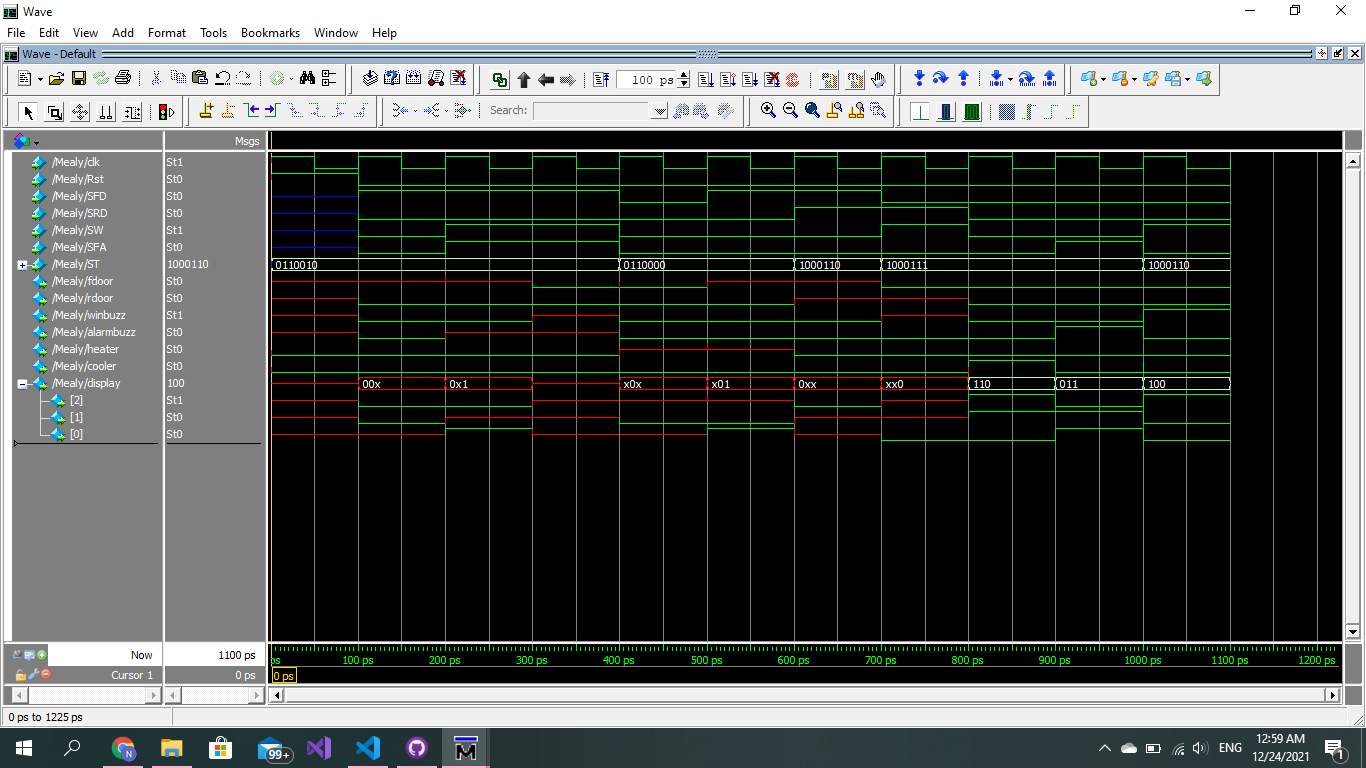 Wave
File Edit View Add Format Tools Bookmarks Window Help
Wave - Default
100 ps
Search:
Msgs
/Mealy/clk St1
/Mealy/Rst St0
/Mealy/SFD St0
/Mealy/SRD St0
/Mealy/SW St1
/Mealy/SFA St0
/Mealy/ST 1000110 0110010 0110000 1000110 1000111 1000110
/Mealy/fdoor St0
/Mealy/rdoor St0
/Mealy/winbuzz St1
/Mealy/alarmbuzz St0
/Mealy/heater St0
/Mealy/cooler St0
/Mealy/display 100 00x 0x1 x0x x01 0xx xx0 110 011 100
[2] St1
[1] St0
[0] St0
Now 1100 ps ps 100 ps 200 ps 300 ps 400 ps 500 ps 600 ps 700 ps 800 ps 900 ps 1000 ps 1100 ps 1200 ps
Cursor 1 0 ps 0 ps
0 ps to 1225 ps
N 99+ M ENG 12:59 AM
12/24/2021 1